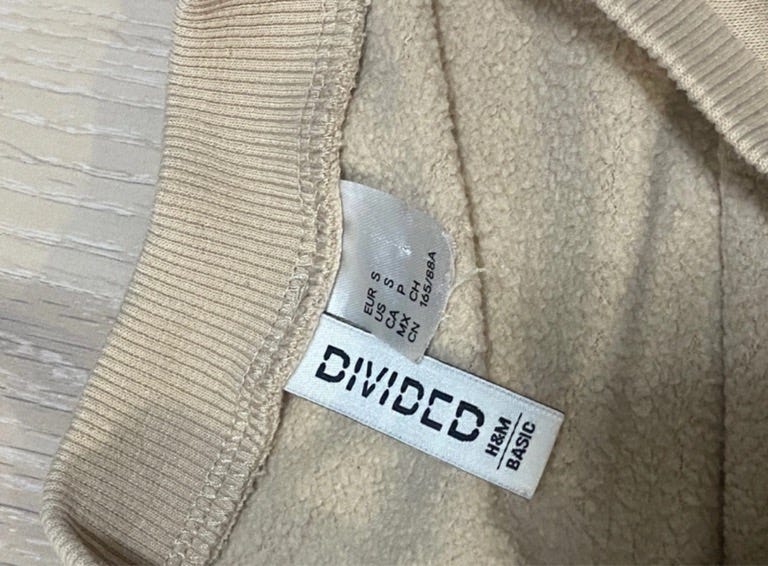 EUR S
US S
CA P
MX CH
CN 165/88A
DIVIDED
H&M
BASIC